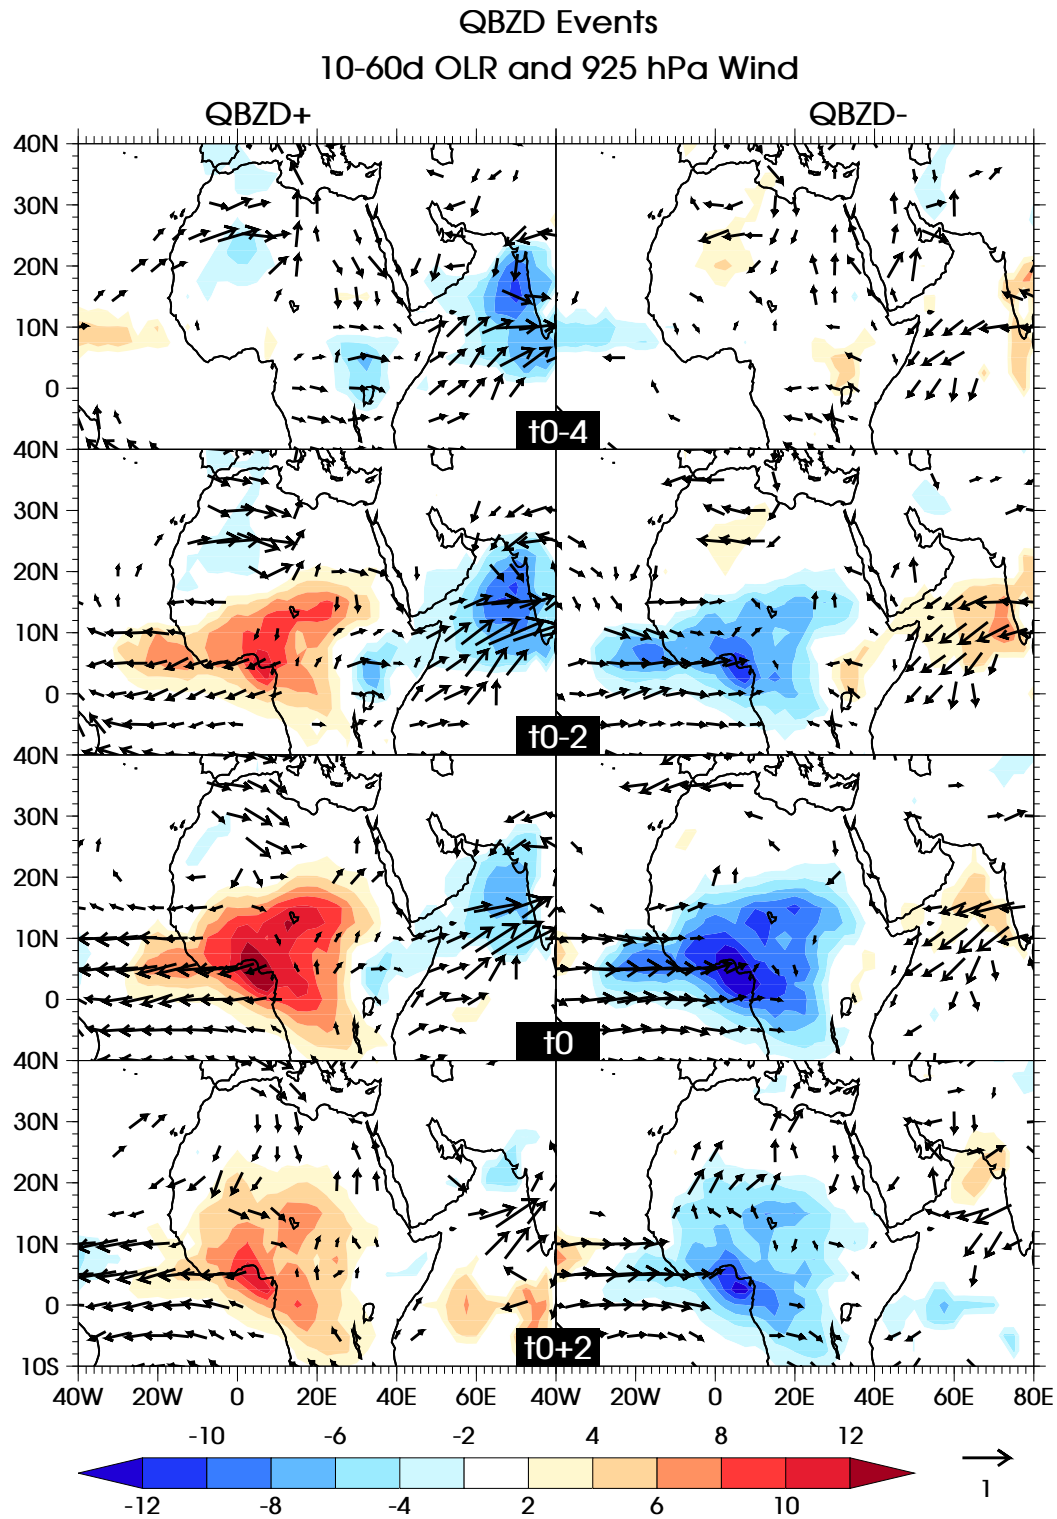 QBZD Events
10-60d OLR and 925 hPa Wind
QBZD+ QBZD-
40N
30N
20N
10N
0
t0-4
40N
30N
20N
10N
0
t0-2
40N
30N
20N
10N
0
t0
40N
30N
20N
10N
0
10S
t0+2
40W 20W 0 20E 40E 60E 40W 20W 0 20E 40E 60E 80E
-10 -6 -2 4 8 12
-12 -8 -4 2 6 10
1